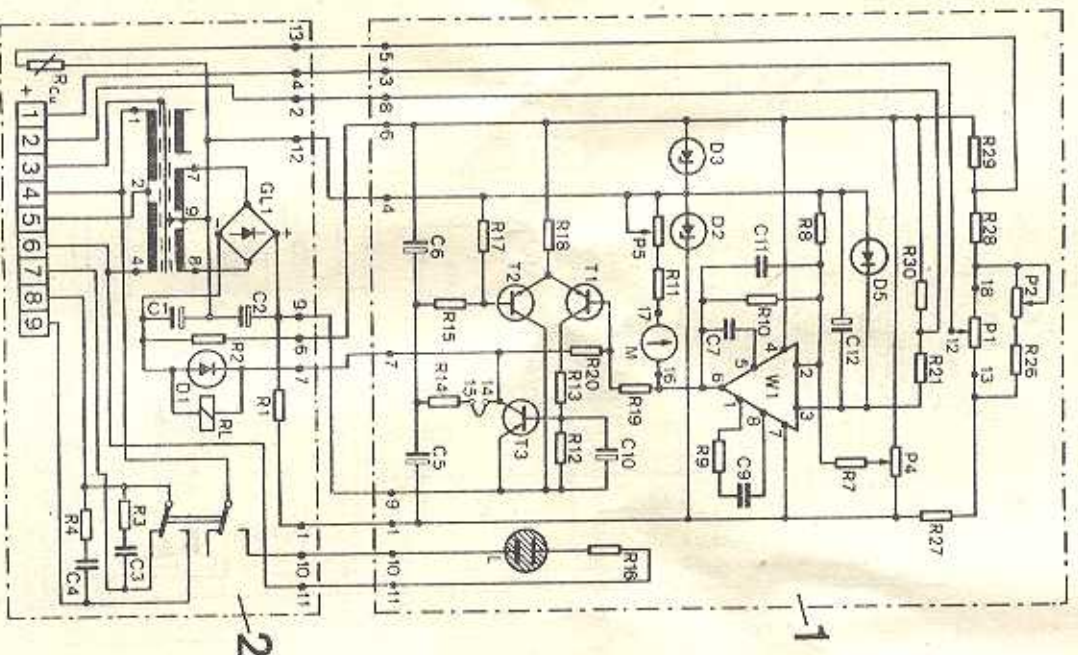 1
2
R29
R28
P2
18
P1
12
13
R26
R30
R21
D5
C12
R8
C11
R10
C7
W1
4
5
6
2
3
1
8
7
R9
C9
R7
P4
R27
D3
D2
P5
R11
17
M
16
R18
R17
T2
T1
R20
R19
R13
R12
C10
T3
14
15
R14
R15
C6
C5
L
R16
5
3
8
6
4
7
9
1
10
11
13
4
2
12
9
6
7
1
10
11
RCu
+
1
2
3
4
5
6
7
8
9
1
2
4
7
9
8
GL1
+
C1
C2
R2
D1
RL
R1
R3
C3
R4
C4